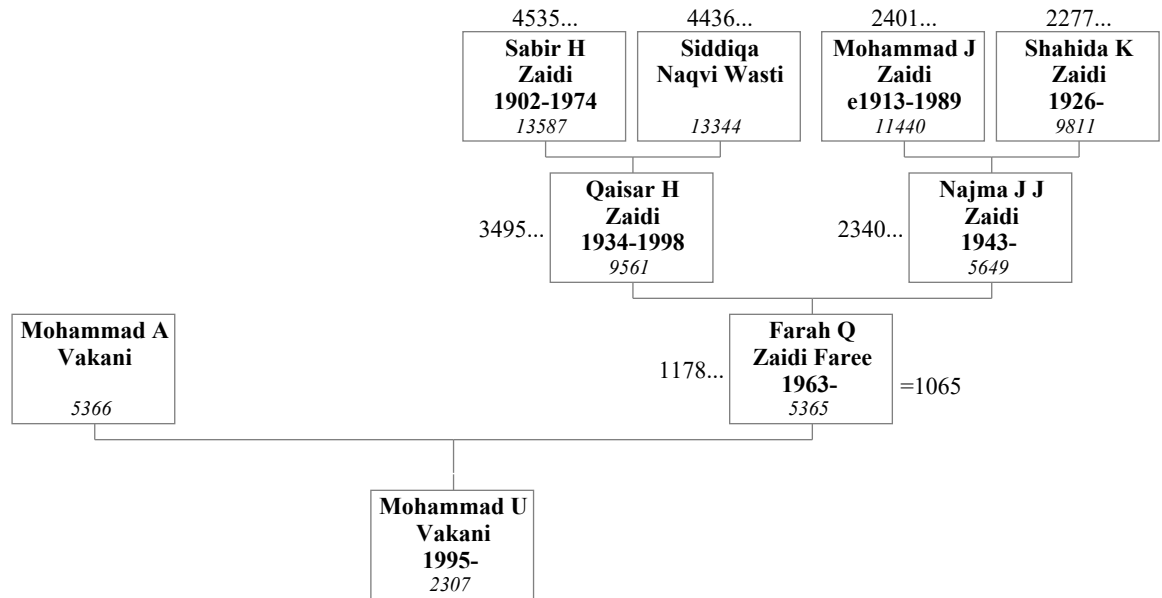 4535...
4436...
2401...
2277...
Sabir H
Zaidi
1902-1974
13587
Siddiqa
Naqvi Wasti
13344
Mohammad J
Zaidi
e1913-1989
11440
Shahida K
Zaidi
1926-
9811
3495...
Qaisar H
Zaidi
1934-1998
9561
2340...
Najma J J
Zaidi
1943-
5649
Mohammad A
Vakani
5366
1178...
Farah Q
Zaidi Faree
1963-
5365
=1065
Mohammad U
Vakani
1995-
2307